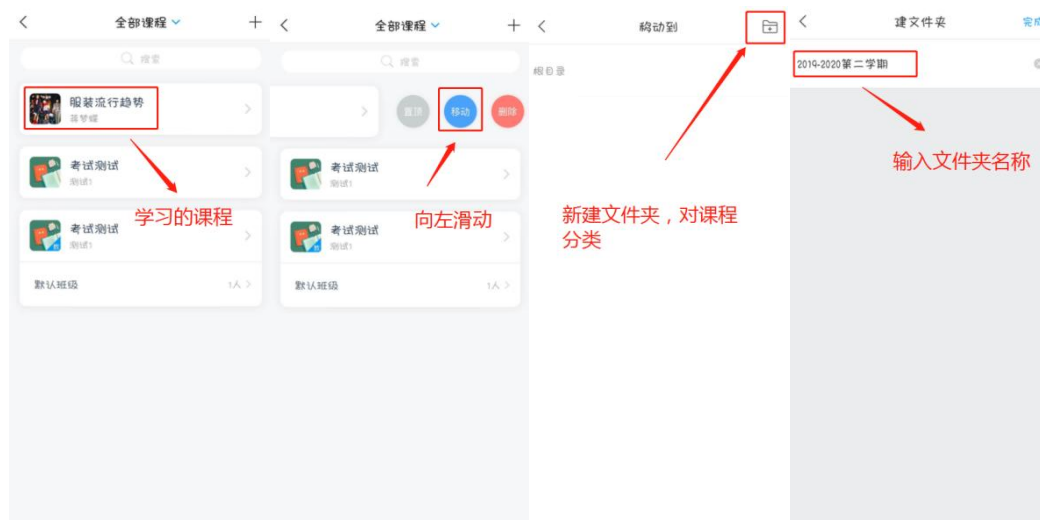 全部课程
搜索
服装流行趋势
蒋梦蝶
考试测试
测试1
学习的课程
考试测试
测试1
默认班级
1人
全部课程
搜索
置顶
移动
删除
考试测试
测试1
向左滑动
考试测试
测试1
默认班级
1人
移动到
根目录
新建文件夹，对课程
分类
建文件夹
完成
2019-2020第二学期
输入文件夹名称